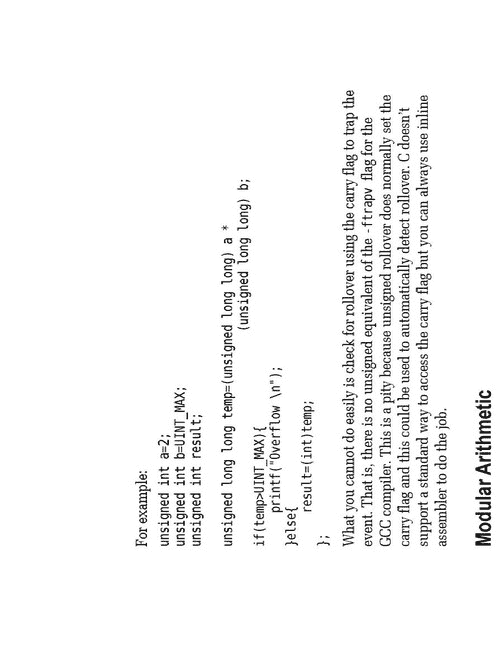 For example:
unsigned int a=2;
unsigned int b=UINT_MAX;
unsigned int result;
unsigned long long temp=(unsigned long long) a *
(unsigned long long) b;
if(temp>UINT_MAX){
printf("Overflow \n");
}else{
result=(int)temp;
};
What you cannot do easily is check for rollover using the carry flag to trap the
event. That is, there is no unsigned equivalent of the -ftrapv flag for the
GCC compiler. This is a pity because unsigned rollover does normally set the
carry flag and this could be used to automatically detect rollover. C doesn't
support a standard way to access the carry flag but you can always use inline
assembler to do the job.
Modular Arithmetic